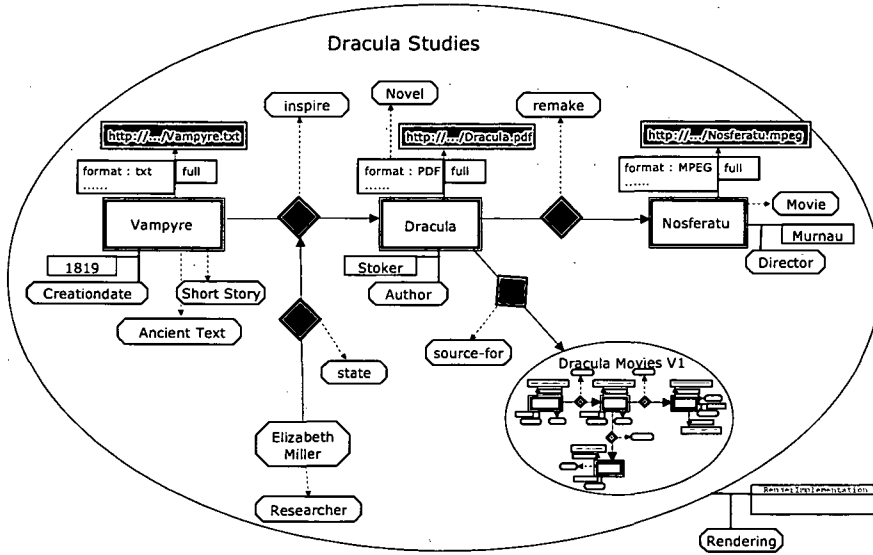 Dracula Studies
inspire
Novel
remake
http://.../Vampyre.txt
http://.../Dracula.pdf
http://.../Nosferatu.mpeg
format : txt
......
full
format : PDF
......
full
format : MPEG
......
full
Vampyre
Dracula
Nosferatu
Movie
Murnau
Director
1819
Creationdate
Short Story
Ancient Text
Stoker
Author
source-for
state
Dracula Movies V1
Elizabeth
Miller
Researcher
RenderImplementation
Rendering